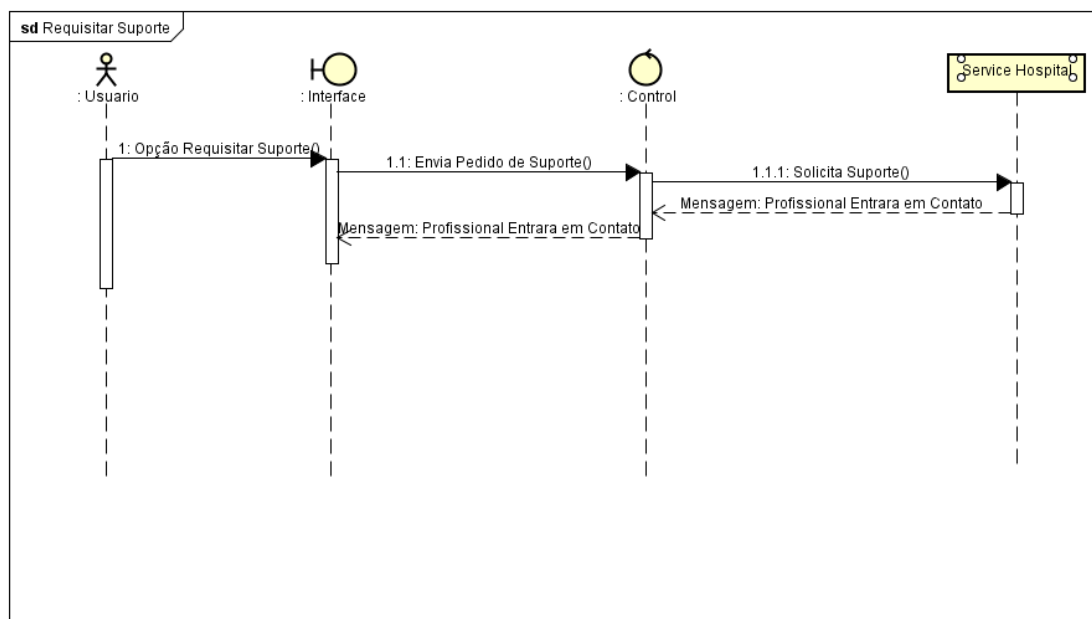 sd Requisitar Suporte
: Usuario
: Interface
: Control
Service Hospital
1: Opção Requisitar Suporte()
1.1: Envia Pedido de Suporte()
1.1.1: Solicita Suporte()
Mensagem: Profissional Entrara em Contato
Mensagem: Profissional Entrara em Contato